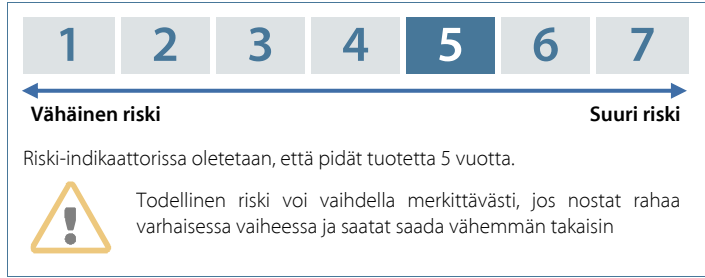 1 2 3 4 5 6 7
Vähäinen riski Suuri riski
Riski-indikaattorissa oletetaan, että pidät tuotetta 5 vuotta.
Todellinen riski voi vaihdella merkittävästi, jos nostat rahaa
varhaisessa vaiheessa ja saatat saada vähemmän takaisin